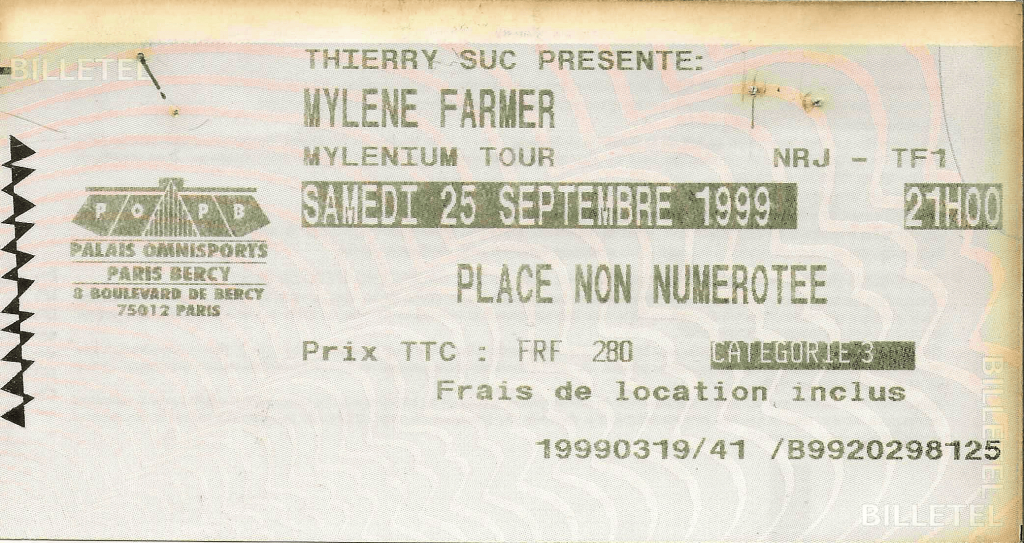 BILLETEL
THIERRY SUC PRESENTE:
MYLENE FARMER
MYLENIUM TOUR NRJ - TF1
SAMEDI 25 SEPTEMBRE 1999 21H00
P O P B
PALAIS OMNISPORTS
PARIS BERCY
8 BOULEVARD DE BERCY
75012 PARIS
PLACE NON NUMEROTEE
Prix TTC : FRF 280 CATEGORIE 3
Frais de location inclus
19990319/41 /B9920298125
BILLETEL
BILLETEL